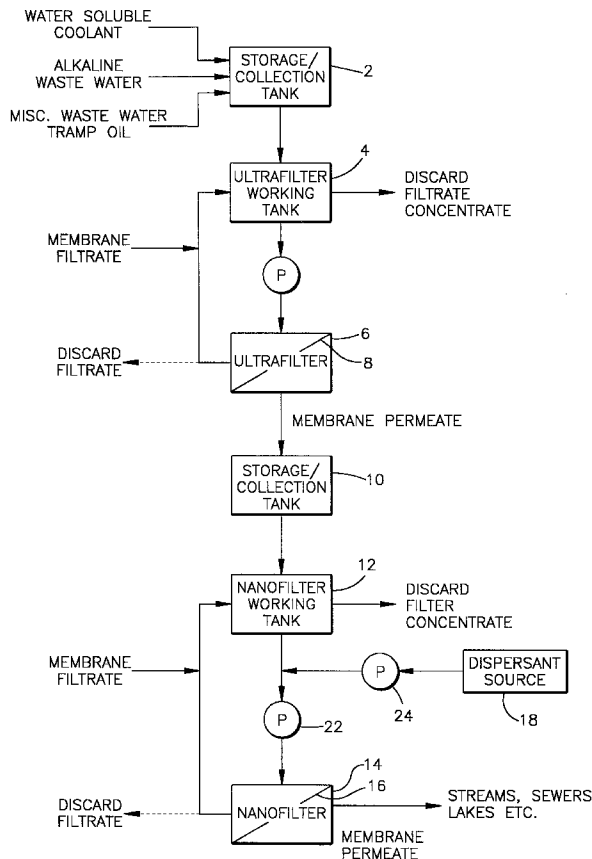 WATER SOLUBLE
COOLANT
ALKALINE
WASTE WATER
MISC. WASTE WATER
TRAMP OIL
STORAGE/
COLLECTION
TANK
2
ULTRAFILTER
WORKING
TANK
4
DISCARD
FILTRATE
CONCENTRATE
MEMBRANE
FILTRATE
P
ULTRAFILTER
6
8
DISCARD
FILTRATE
MEMBRANE PERMEATE
STORAGE/
COLLECTION
TANK
10
NANOFILTER
WORKING
TANK
12
DISCARD
FILTER
CONCENTRATE
MEMBRANE
FILTRATE
P
24
DISPERSANT
SOURCE
18
P
22
NANOFILTER
14
16
DISCARD
FILTRATE
STREAMS, SEWERS
LAKES ETC.
MEMBRANE
PERMEATE